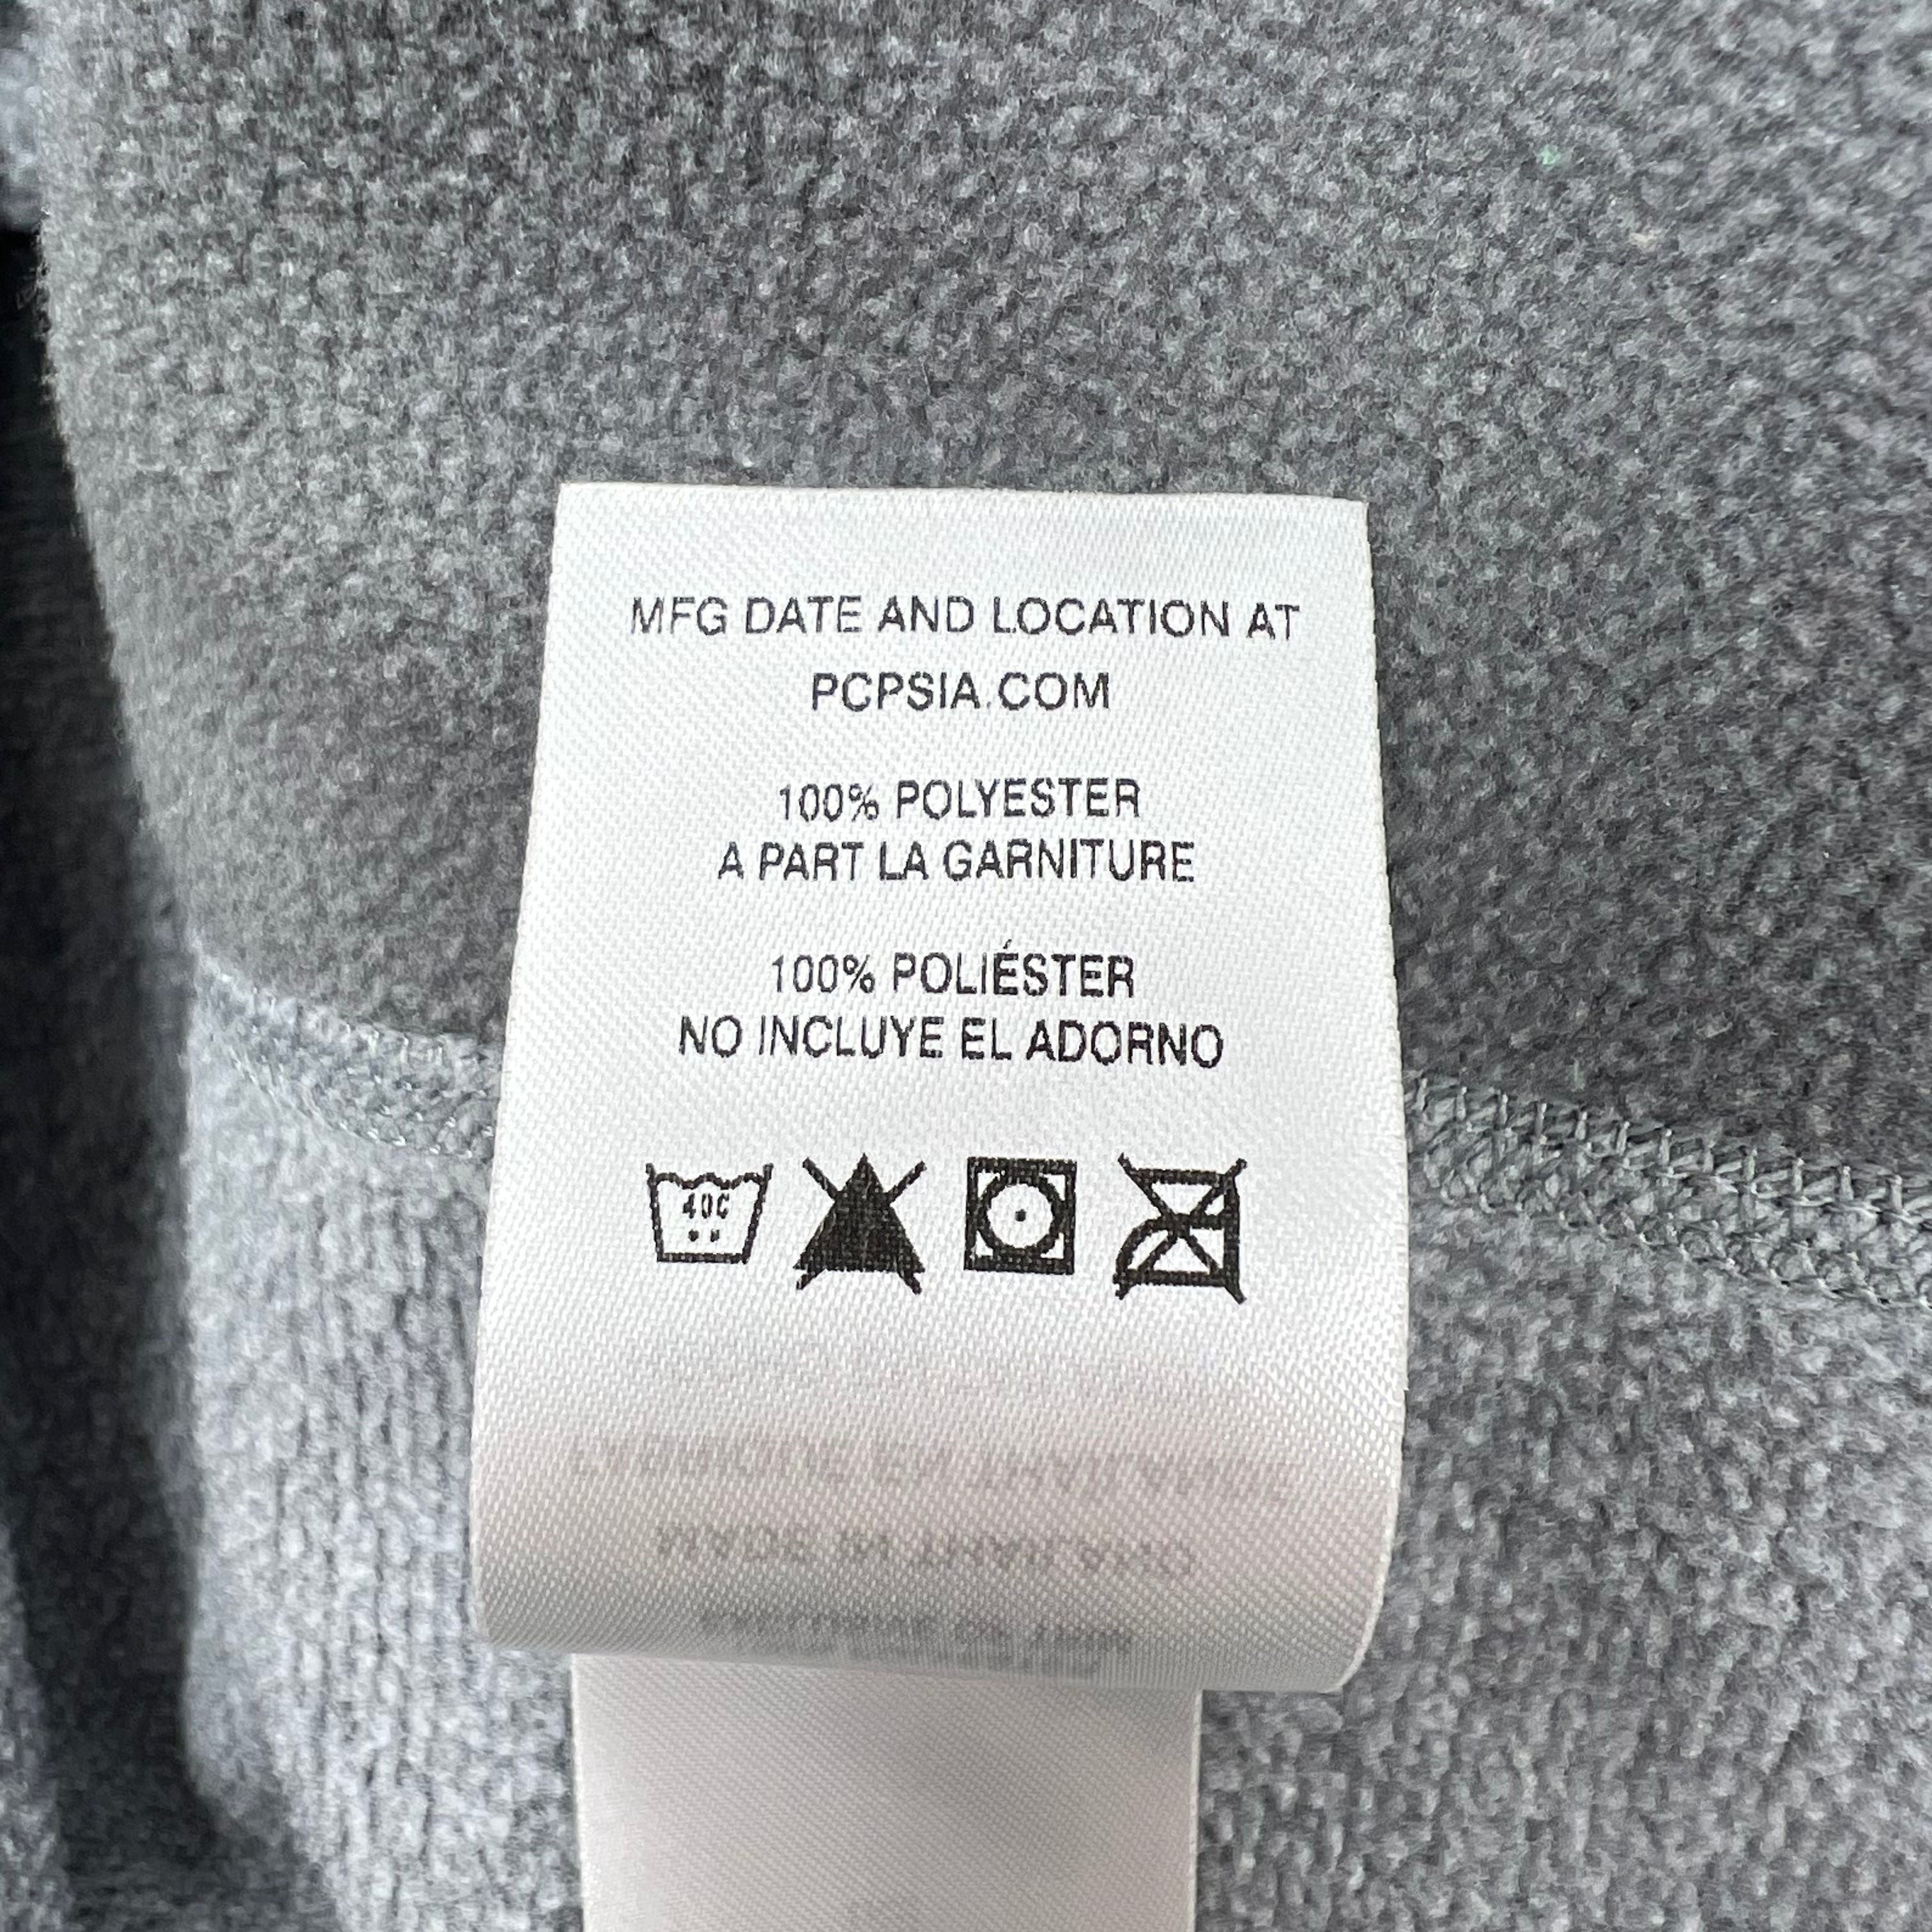 MFG DATE AND LOCATION AT
PCPSIA.COM
100% POLYESTER
A PART LA GARNITURE
100% POLIÉSTER
NO INCLUYE EL ADORNO
40C